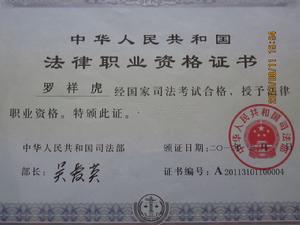 中华人民共和国
法律职业资格证书
罗祥虎 经国家司法考试合格，授予法律
职业资格。特颁此证。
中华人民共和国司法部 颁证日期：二〇一
部长： 吴爱英 证书编号：A20113101100004